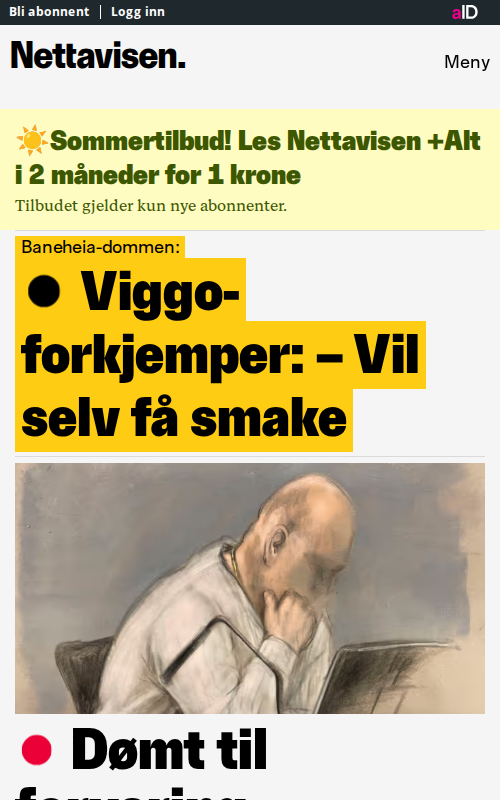 Bli abonnent
Logg inn
aID
Nettavisen.
Meny
☀️Sommertilbud! Les Nettavisen +Alt
i 2 måneder for 1 krone
Tilbudet gjelder kun nye abonnenter.
Baneheia-dommen:
● Viggo-
forkjemper: – Vil
selv få smake
🔴 Dømt til
forvaring